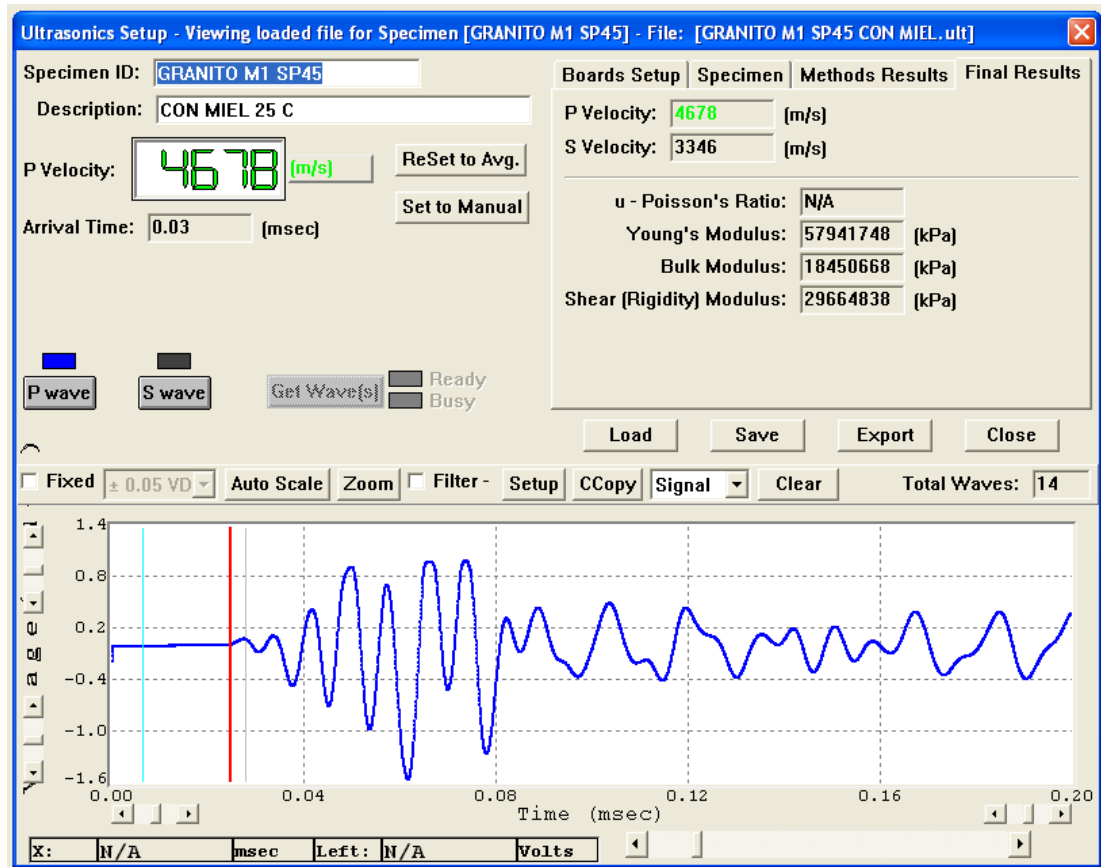 Ultrasonics Setup - Viewing loaded file for Specimen [GRANITO M1 SP45] - File: [GRANITO M1 SP45 CON MIEL.ult]
Specimen ID: GRANITO M1 SP45
Description: CON MIEL 25 C
P Velocity: 4678 (m/s)
ReSet to Avg.
Set to Manual
Arrival Time: 0.03 (msec)
P wave
S wave
Get Wave(s)
Ready
Busy
Boards Setup Specimen Methods Results Final Results
P Velocity: 4678 (m/s)
S Velocity: 3346 (m/s)
u - Poisson's Ratio: N/A
Young's Modulus: 57941748 (kPa)
Bulk Modulus: 18450668 (kPa)
Shear (Rigidity) Modulus: 29664838 (kPa)
Load Save Export Close
Fixed ± 0.05 VD Auto Scale Zoom Filter - Setup CCopy Signal Clear Total Waves: 14
1.4
0.8
0.2
-0.4
-1.0
-1.6
0.00 0.04 0.08 0.12 0.16 0.20
Time (msec)
X: N/A msec Left: N/A Volts